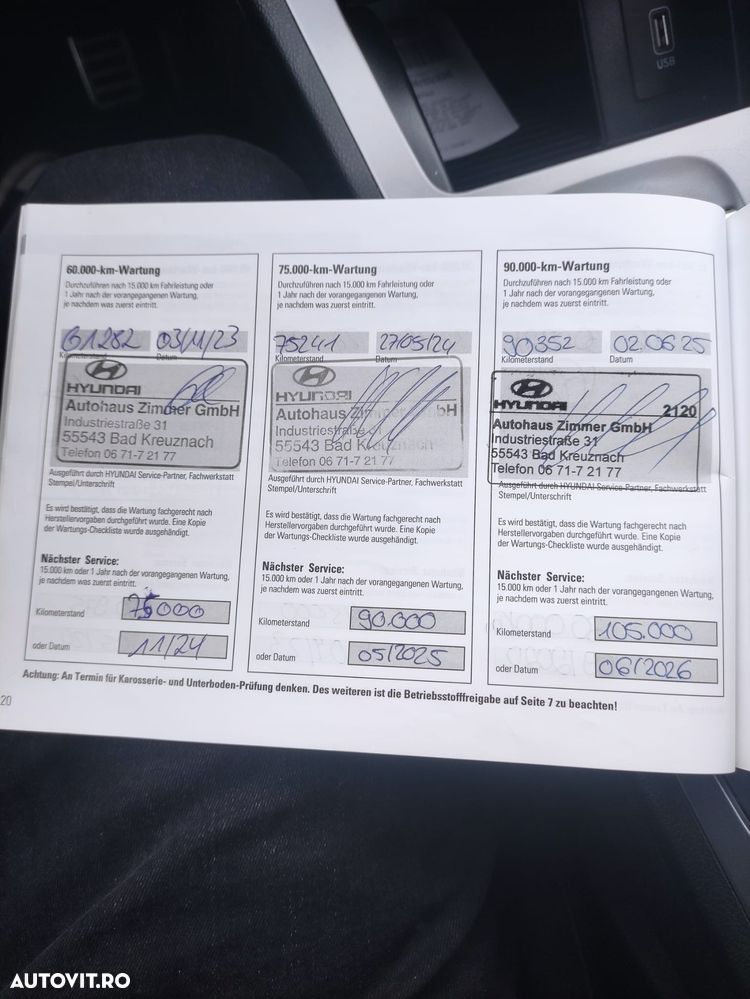 USB
60.000-km-Wartung
Durchzuführen nach 15.000 km Fahrleistung oder
1 Jahr nach der vorangegangenen Wartung,
je nachdem was zuerst eintritt.
61282 03/11/23
Kilometerstand Datum
HYUNDAI
Autohaus Zimmer GmbH
Industriestraße 31
55543 Bad Kreuznach
Telefon 06 71-7 21 77
Ausgeführt durch HYUNDAI Service-Partner, Fachwerkstatt
Stempel/Unterschrift
Es wird bestätigt, dass die Wartung fachgerecht nach
Herstellervorgaben durchgeführt wurde. Eine Kopie
der Wartungs-Checkliste wurde ausgehändigt.
Nächster Service:
15.000 km oder 1 Jahr nach der vorangegangenen Wartung,
je nachdem was zuerst eintritt.
Kilometerstand 75000
oder Datum 11/24
75.000-km-Wartung
Durchzuführen nach 15.000 km Fahrleistung oder
1 Jahr nach der vorangegangenen Wartung,
je nachdem was zuerst eintritt.
75241 27/05/24
Kilometerstand Datum
HYUNDAI
Autohaus Zimmer GmbH
Industriestraße 31
55543 Bad Kreuznach
Telefon 06 71-7 21 77
Ausgeführt durch HYUNDAI Service-Partner, Fachwerkstatt
Stempel/Unterschrift
Es wird bestätigt, dass die Wartung fachgerecht nach
Herstellervorgaben durchgeführt wurde. Eine Kopie
der Wartungs-Checkliste wurde ausgehändigt.
Nächster Service:
15.000 km oder 1 Jahr nach der vorangegangenen Wartung,
je nachdem was zuerst eintritt.
Kilometerstand 90.000
oder Datum 05/2025
90.000-km-Wartung
Durchzuführen nach 15.000 km Fahrleistung oder
1 Jahr nach der vorangegangenen Wartung,
je nachdem was zuerst eintritt.
90352 02.06.25
Kilometerstand Datum
HYUNDAI 2120
Autohaus Zimmer GmbH
Industriestraße 31
55543 Bad Kreuznach
Telefon 06 71-7 21 77
Ausgeführt durch HYUNDAI Service-Partner, Fachwerkstatt
Stempel/Unterschrift
Es wird bestätigt, dass die Wartung fachgerecht nach
Herstellervorgaben durchgeführt wurde. Eine Kopie
der Wartungs-Checkliste wurde ausgehändigt.
Nächster Service:
15.000 km oder 1 Jahr nach der vorangegangenen Wartung,
je nachdem was zuerst eintritt.
Kilometerstand 105.000
oder Datum 06/2026
Achtung: An Termin für Karosserie- und Unterboden-Prüfung denken. Des weiteren ist die Betriebsstofffreigabe auf Seite 7 zu beachten!
20
AUTOVIT.RO